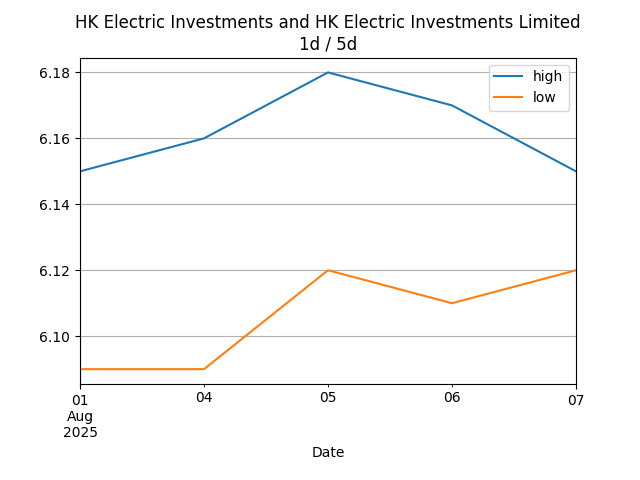 HK Electric Investments and HK Electric Investments Limited
1d / 5d
high
low
6.18
6.16
6.14
6.12
6.10
01
Aug
2025
04
05
06
07
Date